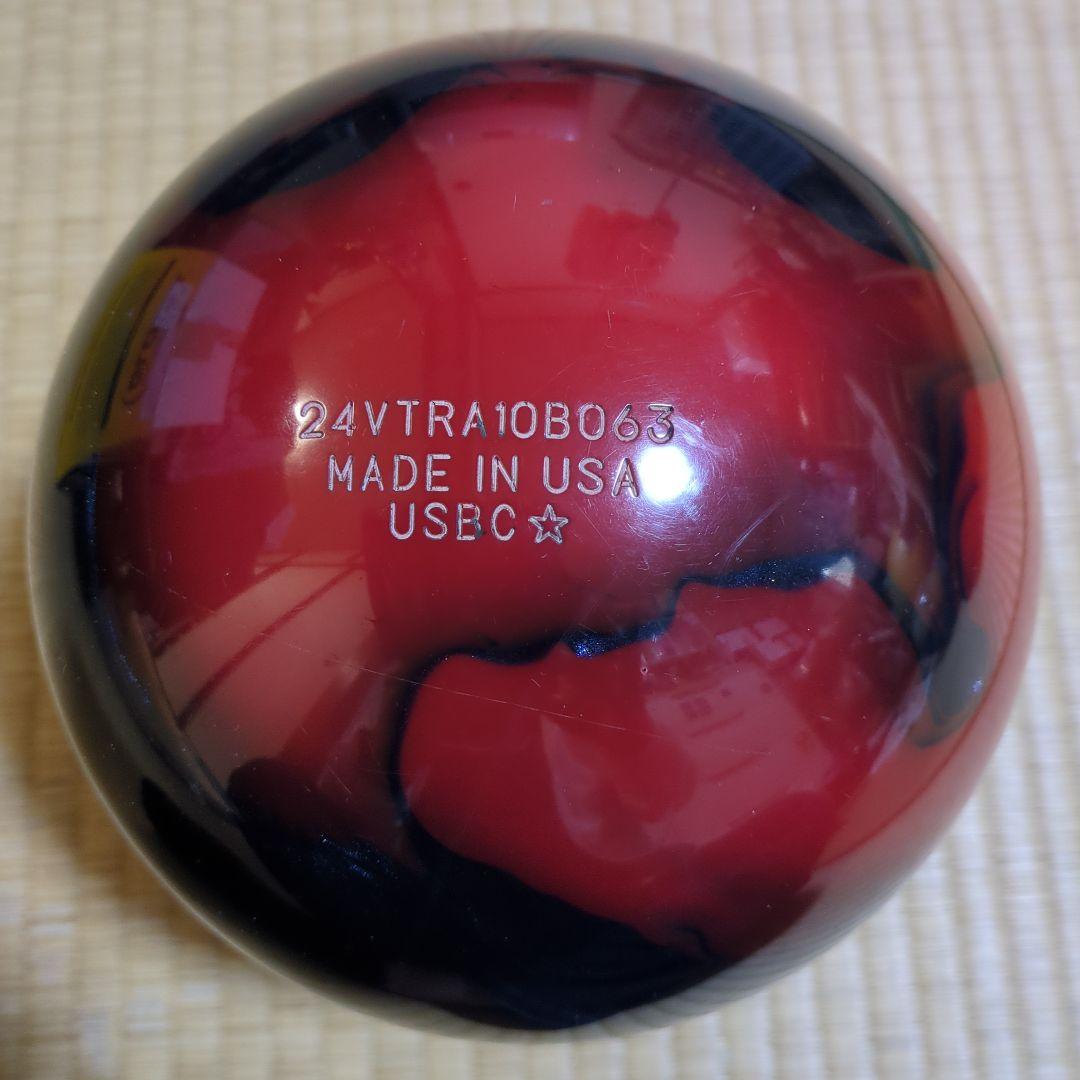 24VTRA10B063
MADE IN USA
USBC☆